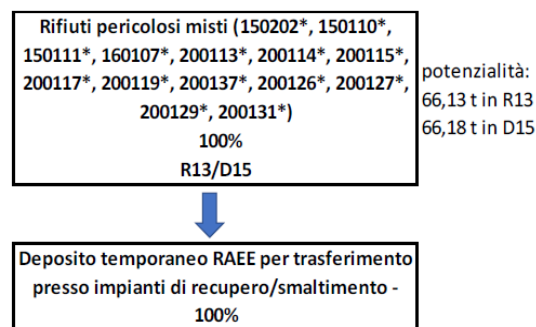 Rifiuti pericolosi misti (150202*, 150110*,
150111*, 160107*, 200113*, 200114*, 200115*,
200117*, 200119*, 200137*, 200126*, 200127*,
200129*, 200131*)
100%
R13/D15
potenzialità:
66,13 t in R13
66,18 t in D15
Deposito temporaneo RAEE per trasferimento
presso impianti di recupero/smaltimento -
100%